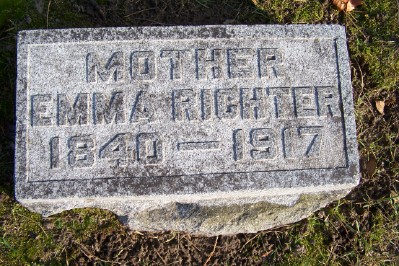 MOTHER
EMMA RICHTER
1840 — 1917